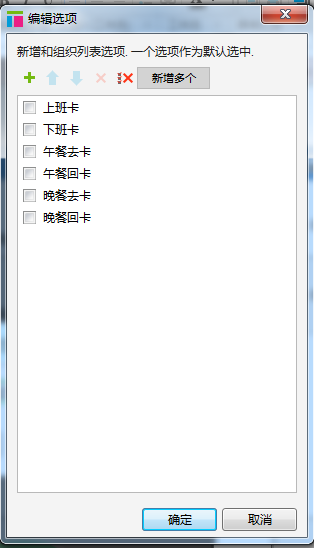 编辑选项
新增和组织列表选项. 一个选项作为默认选中.
新增多个
上班卡
下班卡
午餐去卡
午餐回卡
晚餐去卡
晚餐回卡
确定 取消